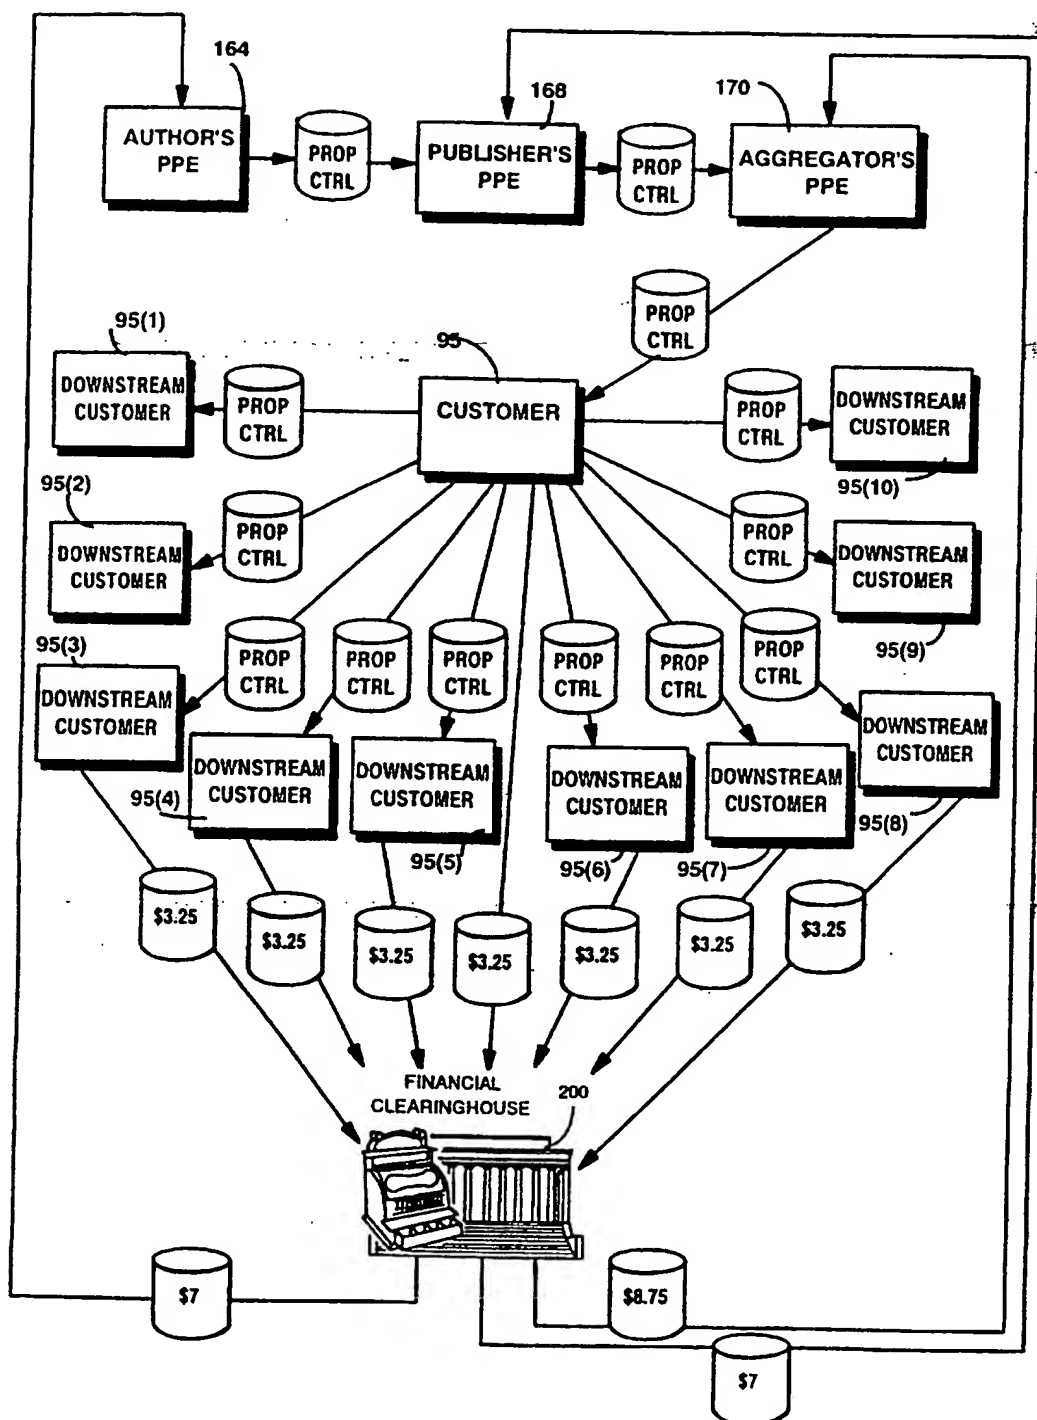 164
AUTHOR'S
PPE
PROP
CTRL
168
PUBLISHER'S
PPE
PROP
CTRL
170
AGGREGATOR'S
PPE
PROP
CTRL
95
CUSTOMER
95(1)
DOWNSTREAM
CUSTOMER
PROP
CTRL
PROP
CTRL
DOWNSTREAM
CUSTOMER
95(10)
95(2)
DOWNSTREAM
CUSTOMER
PROP
CTRL
PROP
CTRL
DOWNSTREAM
CUSTOMER
95(9)
95(3)
DOWNSTREAM
CUSTOMER
PROP
CTRL
PROP
CTRL
PROP
CTRL
PROP
CTRL
PROP
CTRL
PROP
CTRL
DOWNSTREAM
CUSTOMER
95(8)
DOWNSTREAM
CUSTOMER
95(4)
DOWNSTREAM
CUSTOMER
95(5)
DOWNSTREAM
CUSTOMER
95(6)
DOWNSTREAM
CUSTOMER
95(7)
$3.25
$3.25
$3.25
$3.25
$3.25
$3.25
$3.25
FINANCIAL
CLEARINGHOUSE
200
$7
$8.75
$7